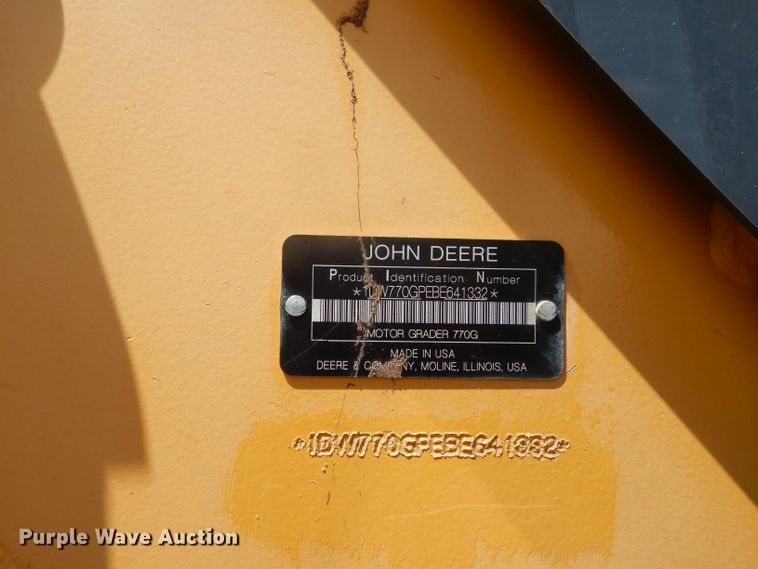 JOHN DEERE
Product Identification Number
*1DW770GPEBE641332*
MOTOR GRADER 770G
MADE IN USA
DEERE & COMPANY, MOLINE, ILLINOIS, USA
*1DW770GPEBE641332*
Purple Wave Auction